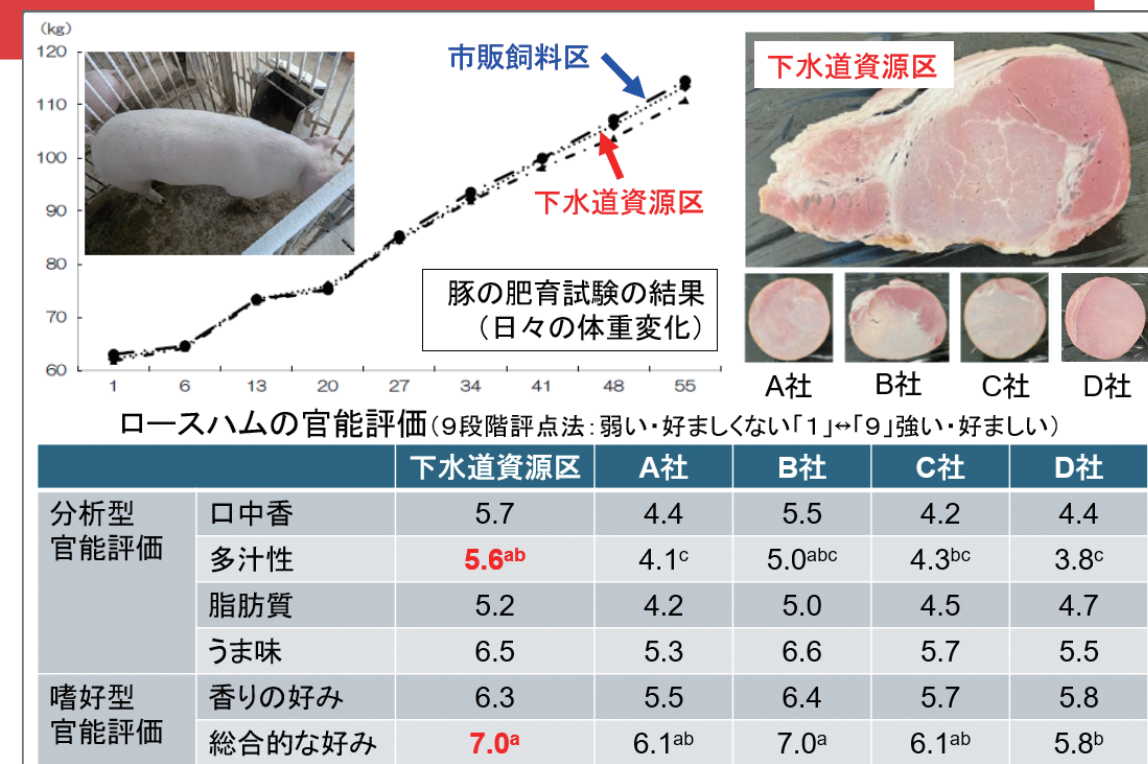 (kg)
120
市販飼料区
下水道資源区
110
100
下水道資源区
90
80
豚の肥育試験の結果
(日々の体重変化)
70
60
1 6 13 20 27 34 41 48 55
A社 B社 C社 D社
ロースハムの官能評価(9段階評点法:弱い・好ましくない「1」↔「9」強い・好ましい)
下水道資源区 A社 B社 C社 D社
分析型
官能評価
口中香 5.7 4.4 5.5 4.2 4.4
多汁性 5.6ab 4.1c 5.0abc 4.3bc 3.8c
脂肪質 5.2 4.2 5.0 4.5 4.7
うま味 6.5 5.3 6.6 5.7 5.5
嗜好型
官能評価
香りの好み 6.3 5.5 6.4 5.7 5.8
総合的な好み 7.0a 6.1ab 7.0a 6.1ab 5.8b